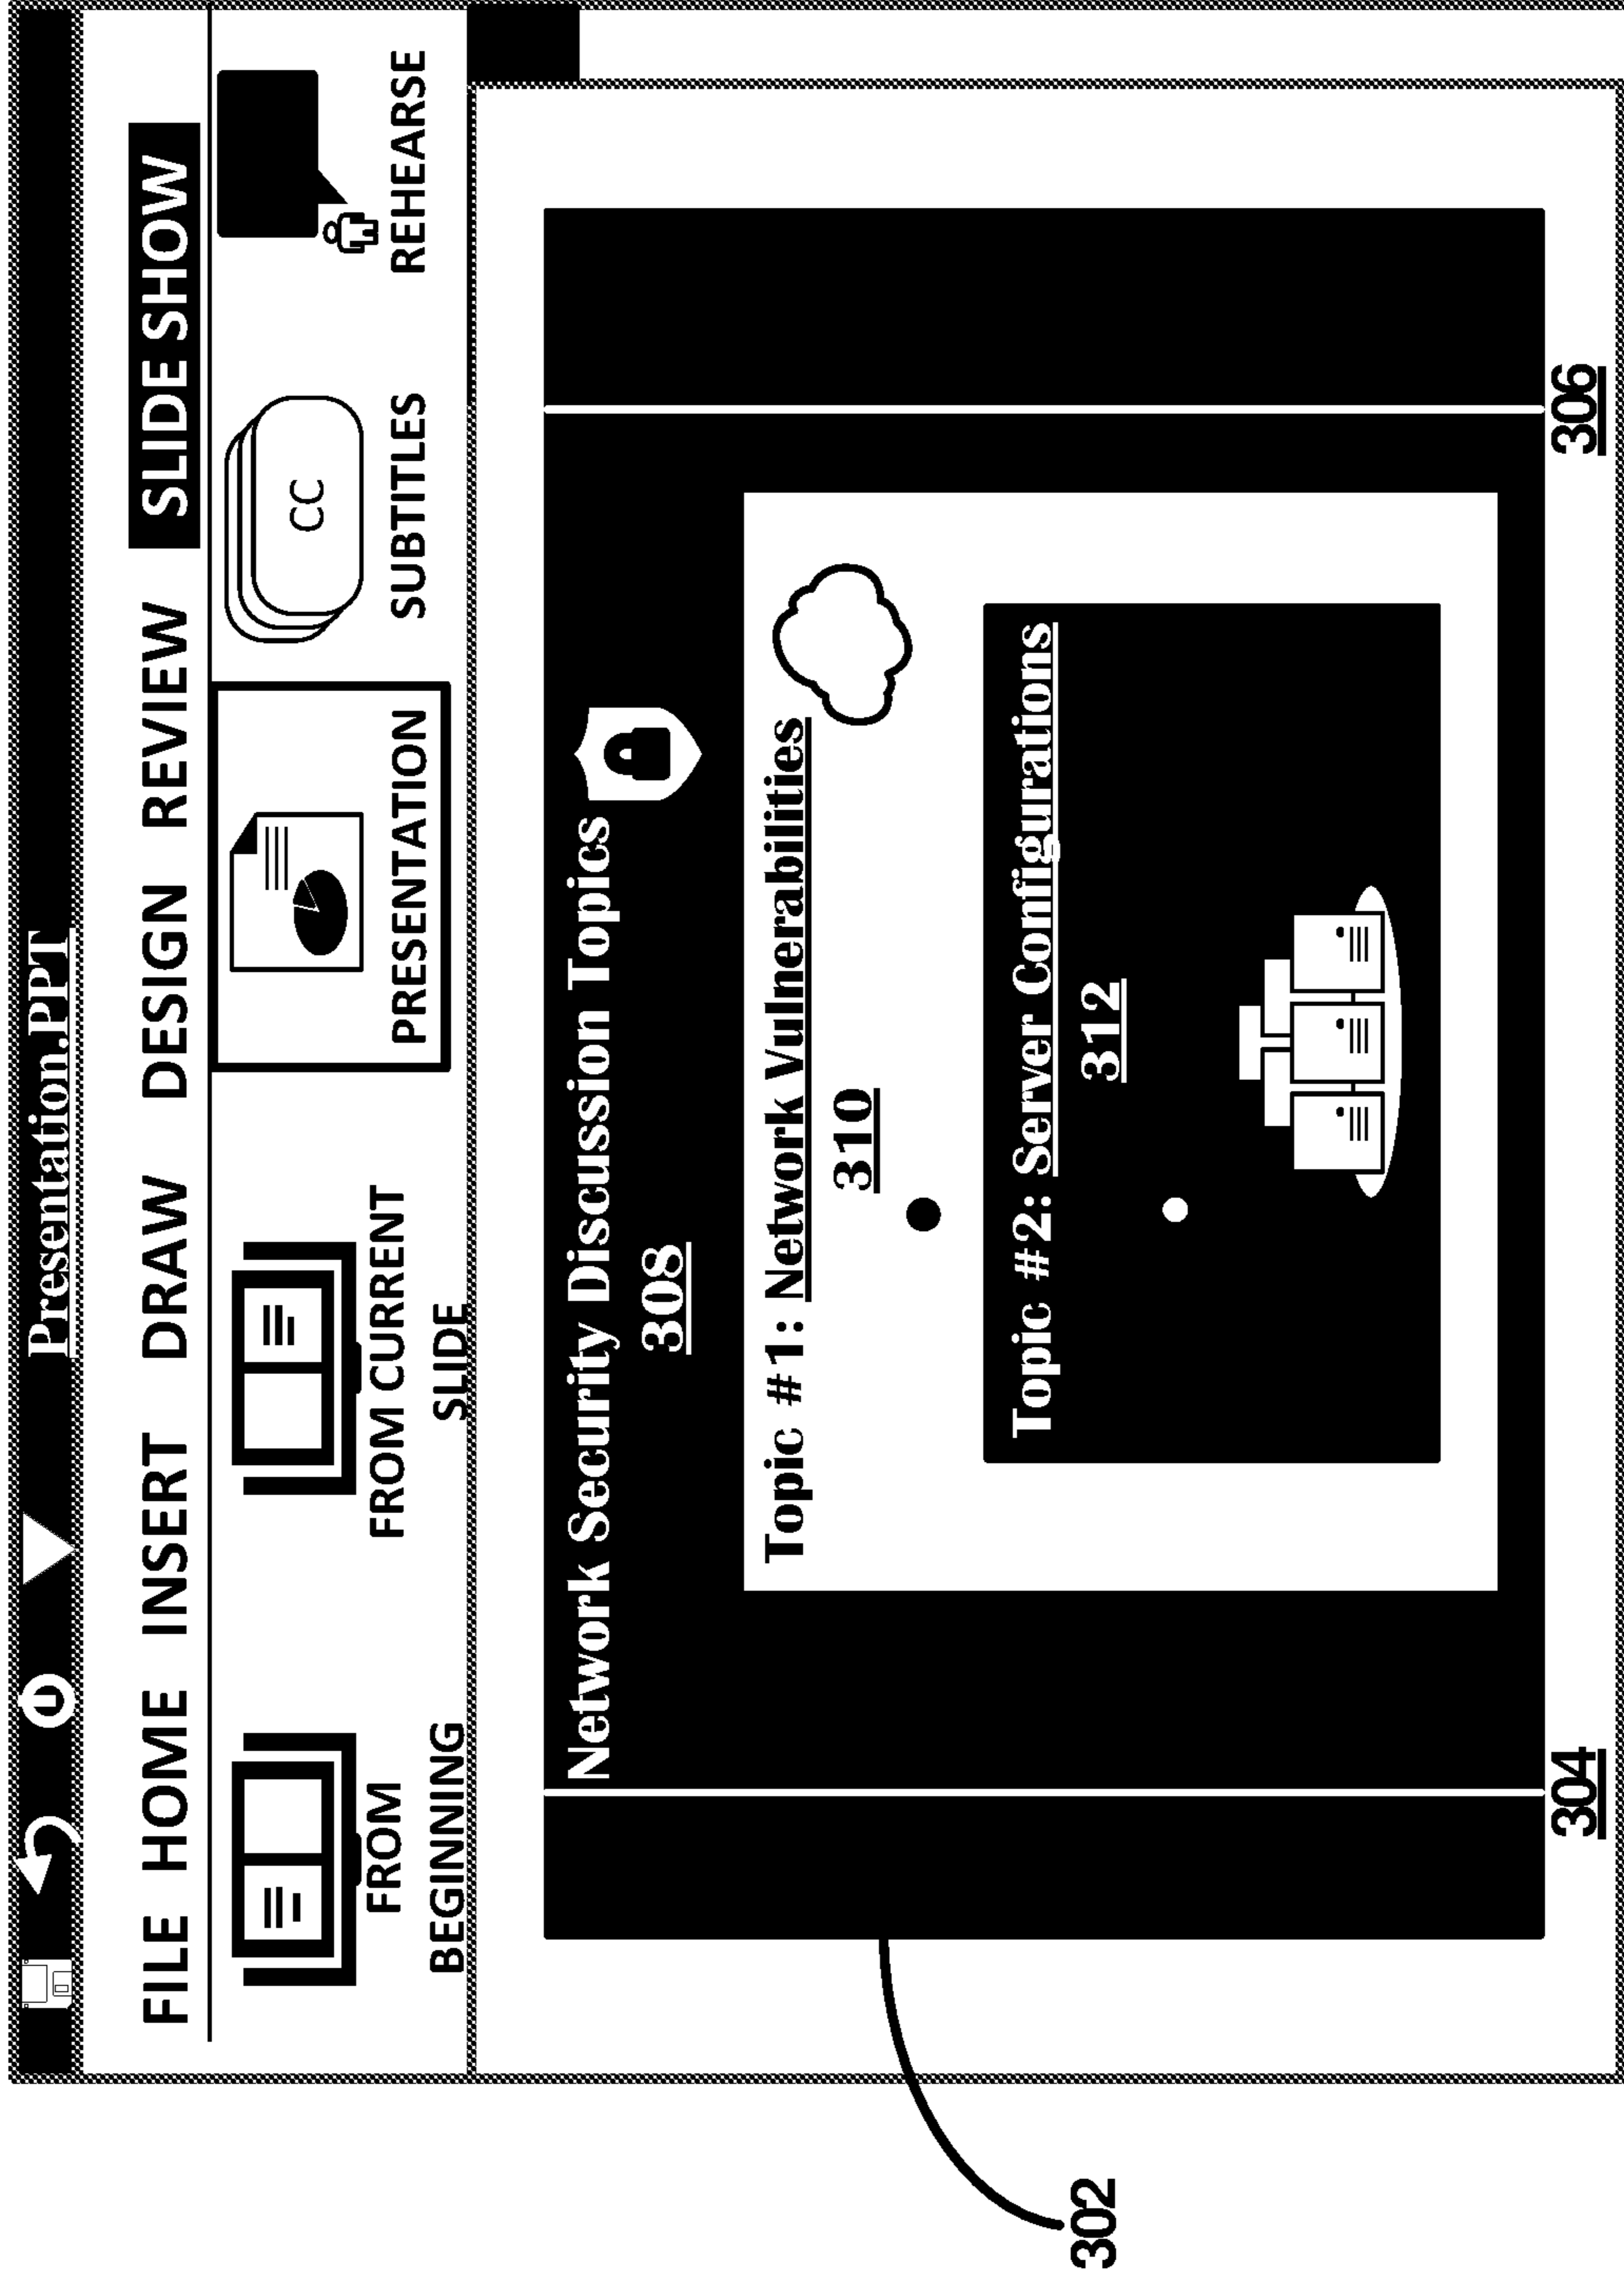 Presentation.PPT
FILE HOME INSERT DRAW DESIGN REVIEW SLIDE SHOW
FROM
BEGINNING
FROM CURRENT
SLIDE
PRESENTATION
CC
SUBTITLES
REHEARSE
Network Security Discussion Topics
308
Topic #1: Network Vulnerabilities
310
Topic #2: Server Configurations
312
302
304
306